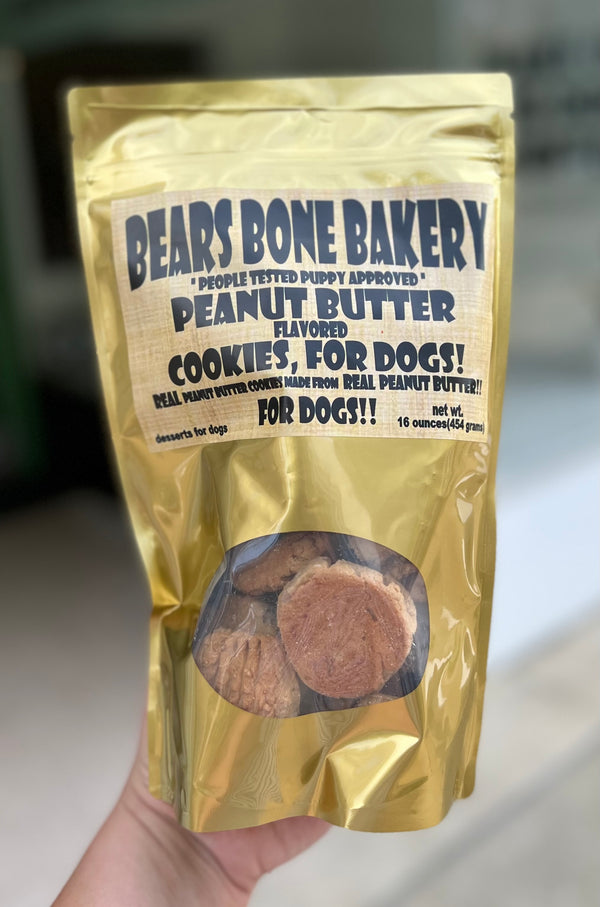 BEARS BONE BAKERY
"PEOPLE TESTED PUPPY APPROVED"
PEANUT BUTTER
FLAVORED
COOKIES, FOR DOGS!
REAL PEANUT BUTTER COOKIES MADE FROM REAL PEANUT BUTTER!!
FOR DOGS!!
desserts for dogs
net wt.
16 ounces(454 grams)